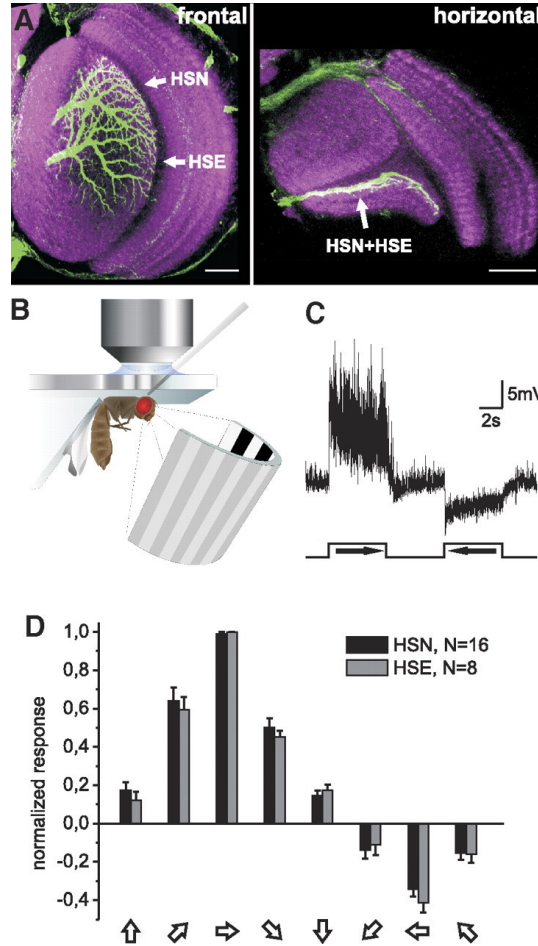 A
frontal
horizontal
HSN
HSE
HSN+HSE
B
C
5mV
2s
D
HSN, N=16
HSE, N=8
normalized response
1,0
0,8
0,6
0,4
0,2
0,0
-0,2
-0,4